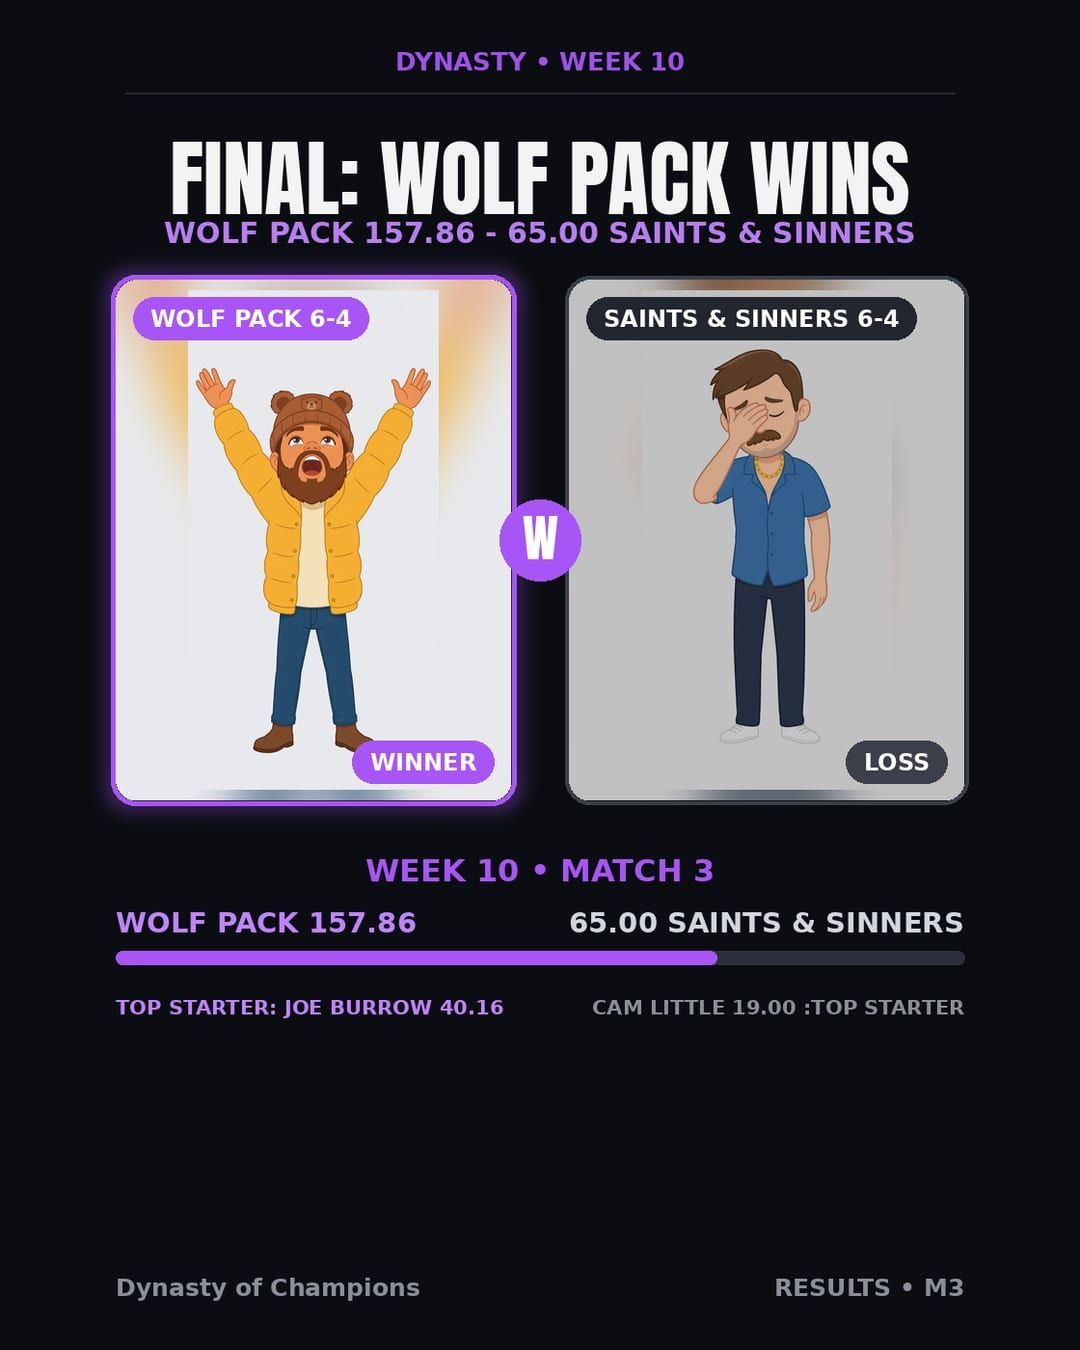 DYNASTY • WEEK 10
FINAL: WOLF PACK WINS
WOLF PACK 157.86 - 65.00 SAINTS & SINNERS
WOLF PACK 6-4
SAINTS & SINNERS 6-4
W
WINNER
LOSS
WEEK 10 • MATCH 3
WOLF PACK 157.86
65.00 SAINTS & SINNERS
TOP STARTER: JOE BURROW 40.16
CAM LITTLE 19.00 :TOP STARTER
Dynasty of Champions
RESULTS • M3